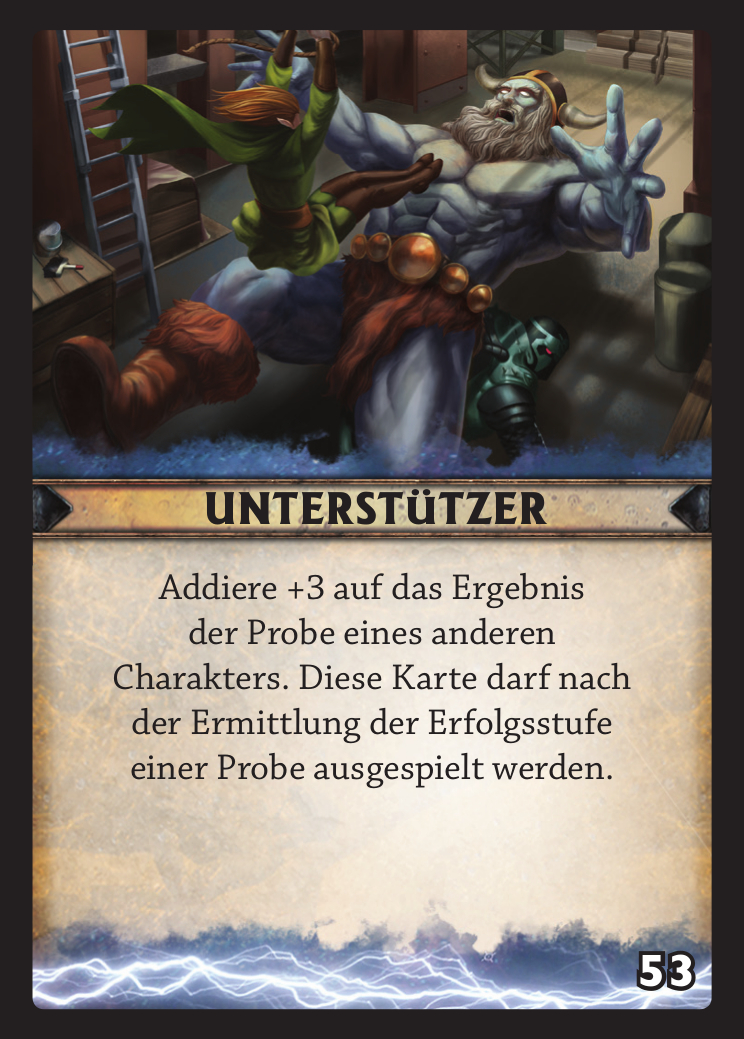 UNTERSTÜTZER
Addiere +3 auf das Ergebnis
der Probe eines anderen
Charakters. Diese Karte darf nach
der Ermittlung der Erfolgsstufe
einer Probe ausgespielt werden.
53